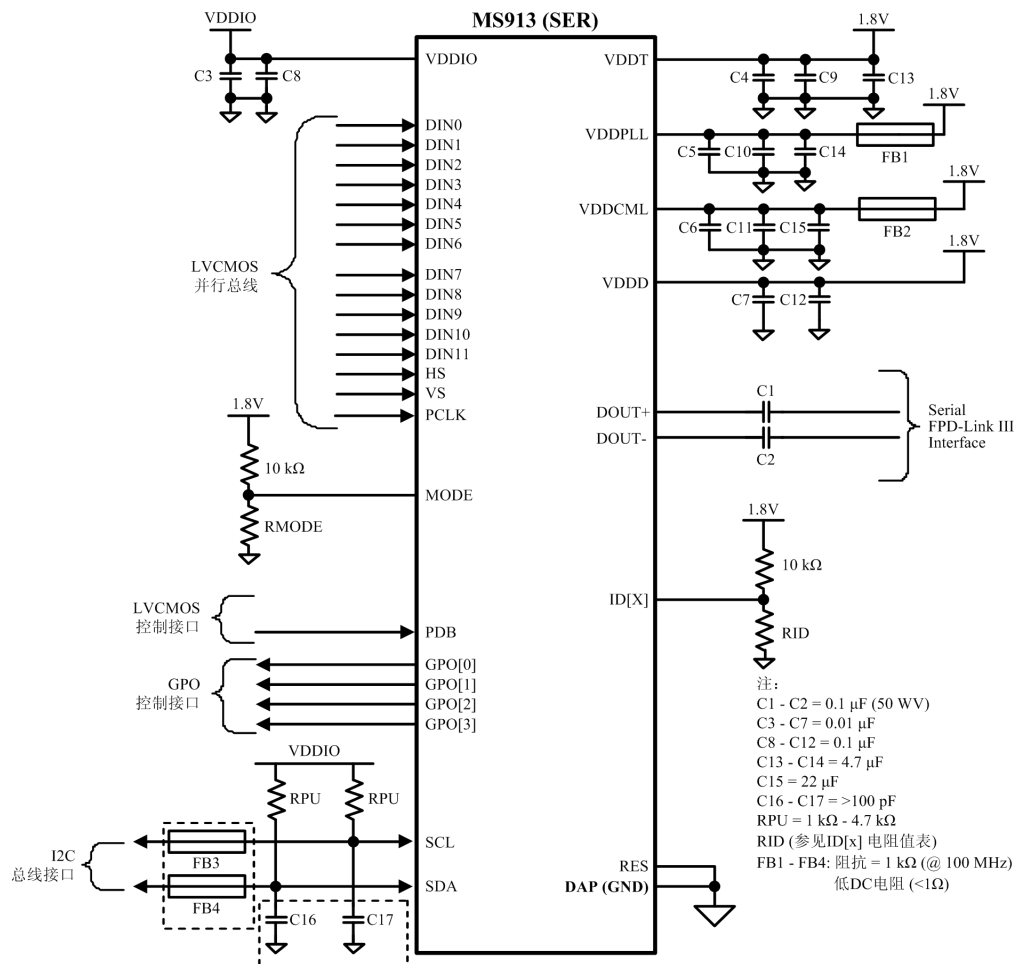 MS913 (SER)
VDDIO
C3
C8
VDDIO
DIN0
DIN1
DIN2
DIN3
DIN4
DIN5
DIN6
DIN7
DIN8
DIN9
DIN10
DIN11
HS
VS
PCLK
LVCMOS
并行总线
1.8V
10 kΩ
MODE
RMODE
LVCMOS
控制接口
PDB
GPO
控制接口
GPO[0]
GPO[1]
GPO[2]
GPO[3]
VDDIO
RPU
RPU
I2C
总线接口
FB3
SCL
FB4
SDA
C16
C17
1.8V
VDDT
C4
C9
C13
1.8V
VDDPLL
C5
C10
C14
FB1
1.8V
VDDCML
C6
C11
C15
FB2
1.8V
VDDD
C7
C12
DOUT+
C1
DOUT-
C2
Serial
FPD-Link III
Interface
1.8V
10 kΩ
ID[X]
RID
注:
C1 - C2 = 0.1 μF (50 WV)
C3 - C7 = 0.01 μF
C8 - C12 = 0.1 μF
C13 - C14 = 4.7 μF
C15 = 22 μF
C16 - C17 = >100 pF
RPU = 1 kΩ - 4.7 kΩ
RID (参见ID[x] 电阻值表)
FB1 - FB4: 阻抗 = 1 kΩ (@ 100 MHz)
低DC电阻 (<1Ω)
RES
DAP (GND)